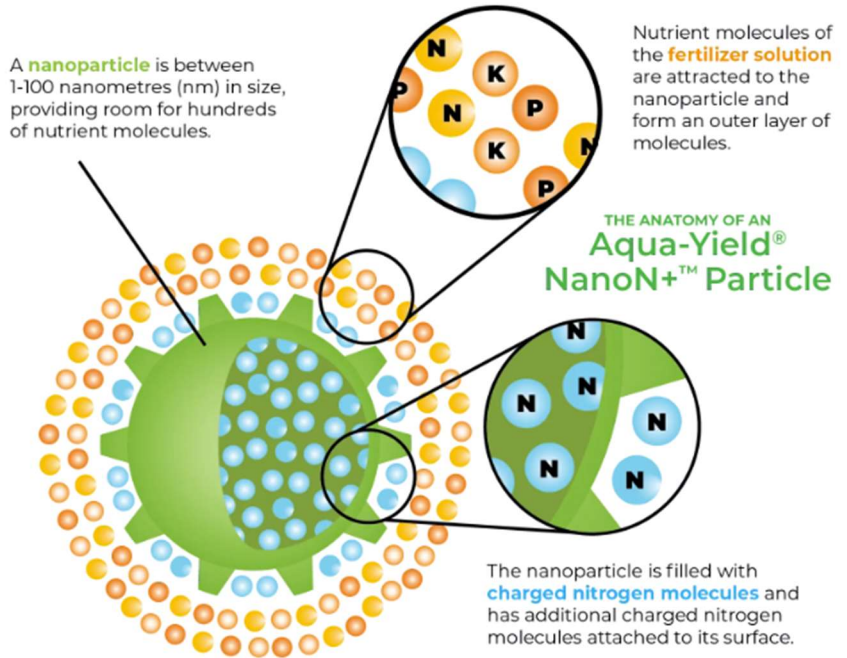 A nanoparticle is between
1-100 nanometres (nm) in size,
providing room for hundreds
of nutrient molecules.
N
K
P
N
P
K
N
P
Nutrient molecules of
the fertilizer solution
are attracted to the
nanoparticle and
form an outer layer of
molecules.
THE ANATOMY OF AN
Aqua-Yield®
NanoN+™ Particle
N
N
N
N
N
N
The nanoparticle is filled with
charged nitrogen molecules and
has additional charged nitrogen
molecules attached to its surface.